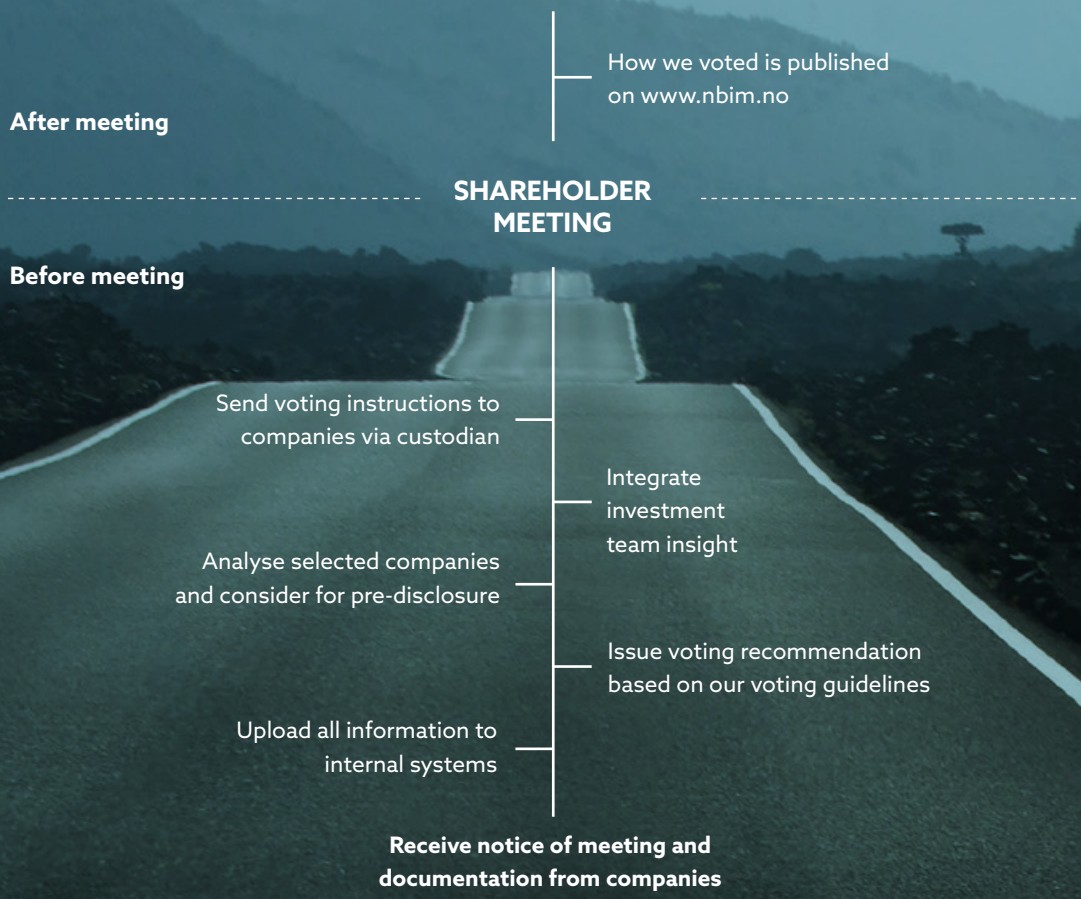 How we voted is published
on www.nbim.no
After meeting
SHAREHOLDER
MEETING
Before meeting
Send voting instructions to
companies via custodian
Integrate
investment
team insight
Analyse selected companies
and consider for pre-disclosure
Issue voting recommendation
based on our voting guidelines
Upload all information to
internal systems
Receive notice of meeting and
documentation from companies